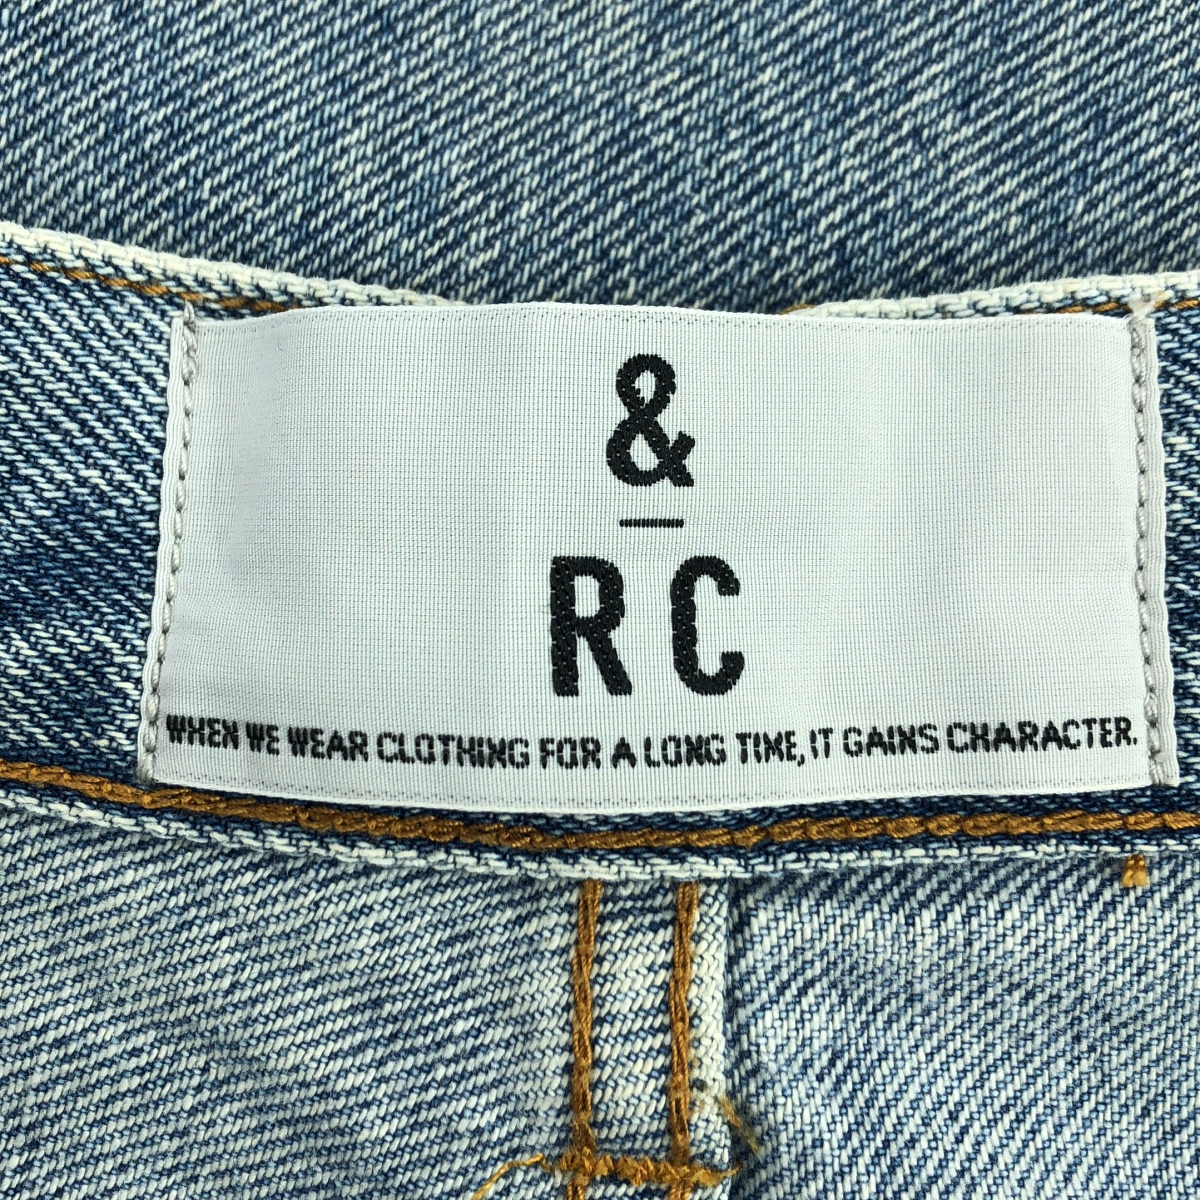 &
RC
WHEN WE WEAR CLOTHING FOR A LONG TIME, IT GAINS CHARACTER.